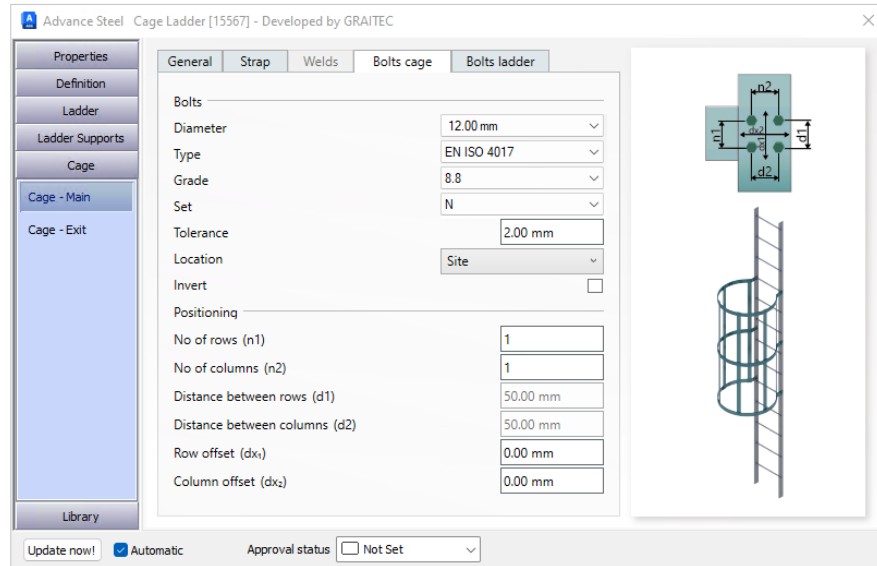 Advance Steel Cage Ladder [15567] - Developed by GRAITEC
Properties
Definition
Ladder
Ladder Supports
Cage
Cage - Main
Cage - Exit
Library
General Strap Welds Bolts cage Bolts ladder
Bolts
Diameter 12.00 mm
Type EN ISO 4017
Grade 8.8
Set N
Tolerance 2.00 mm
Location Site
Invert
Positioning
No of rows (n1) 1
No of columns (n2) 1
Distance between rows (d1) 50.00 mm
Distance between columns (d2) 50.00 mm
Row offset (dx₁) 0.00 mm
Column offset (dx₂) 0.00 mm
n2
n1 dx2 dx1 d1
d2
Update now! Automatic Approval status Not Set